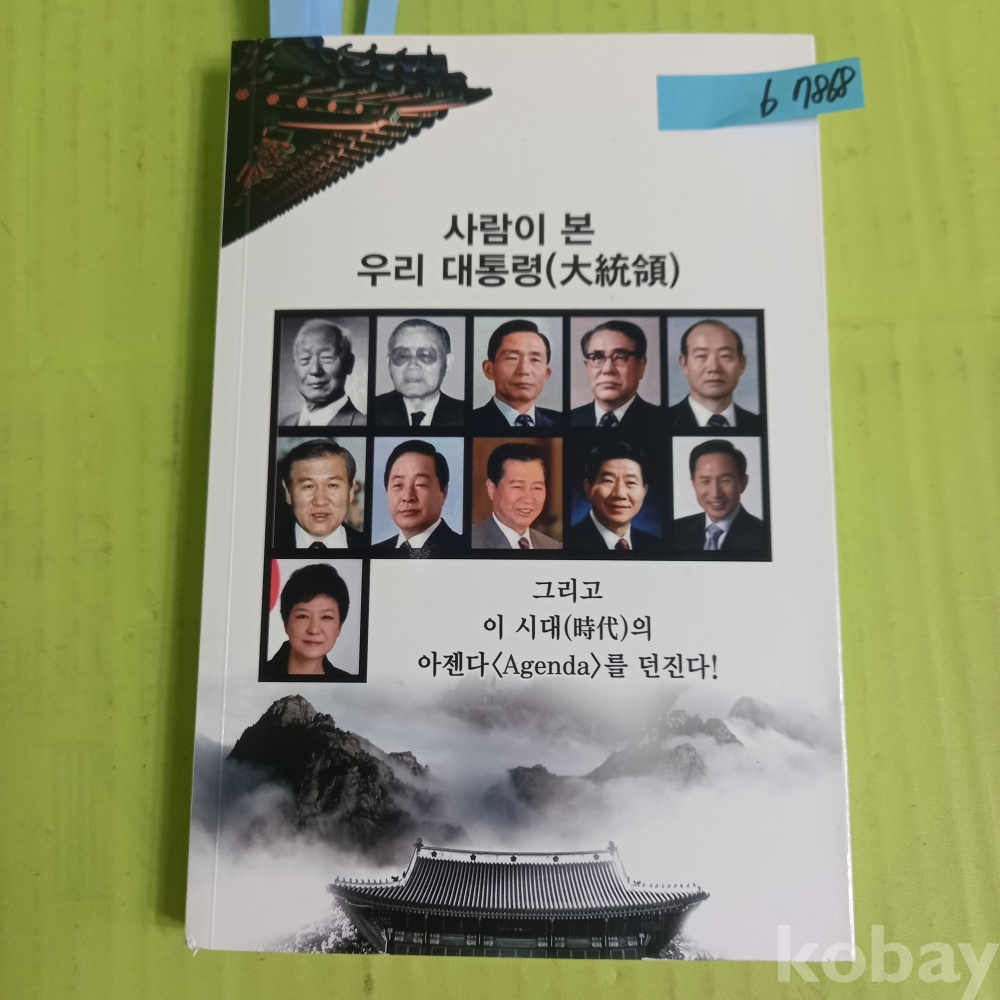 6 7868
사람이 본
우리 대통령(大統領)
그리고
이 시대(時代)의
아젠다〈Agenda〉를 던진다!
kobay